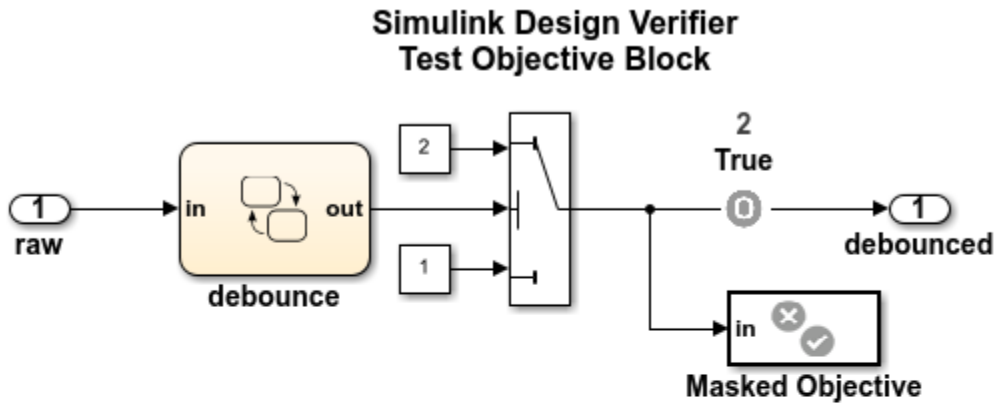 Simulink Design Verifier
Test Objective Block
2
True
2
1
in
out
1
raw
debounce
1
1
debounced
in
Masked Objective